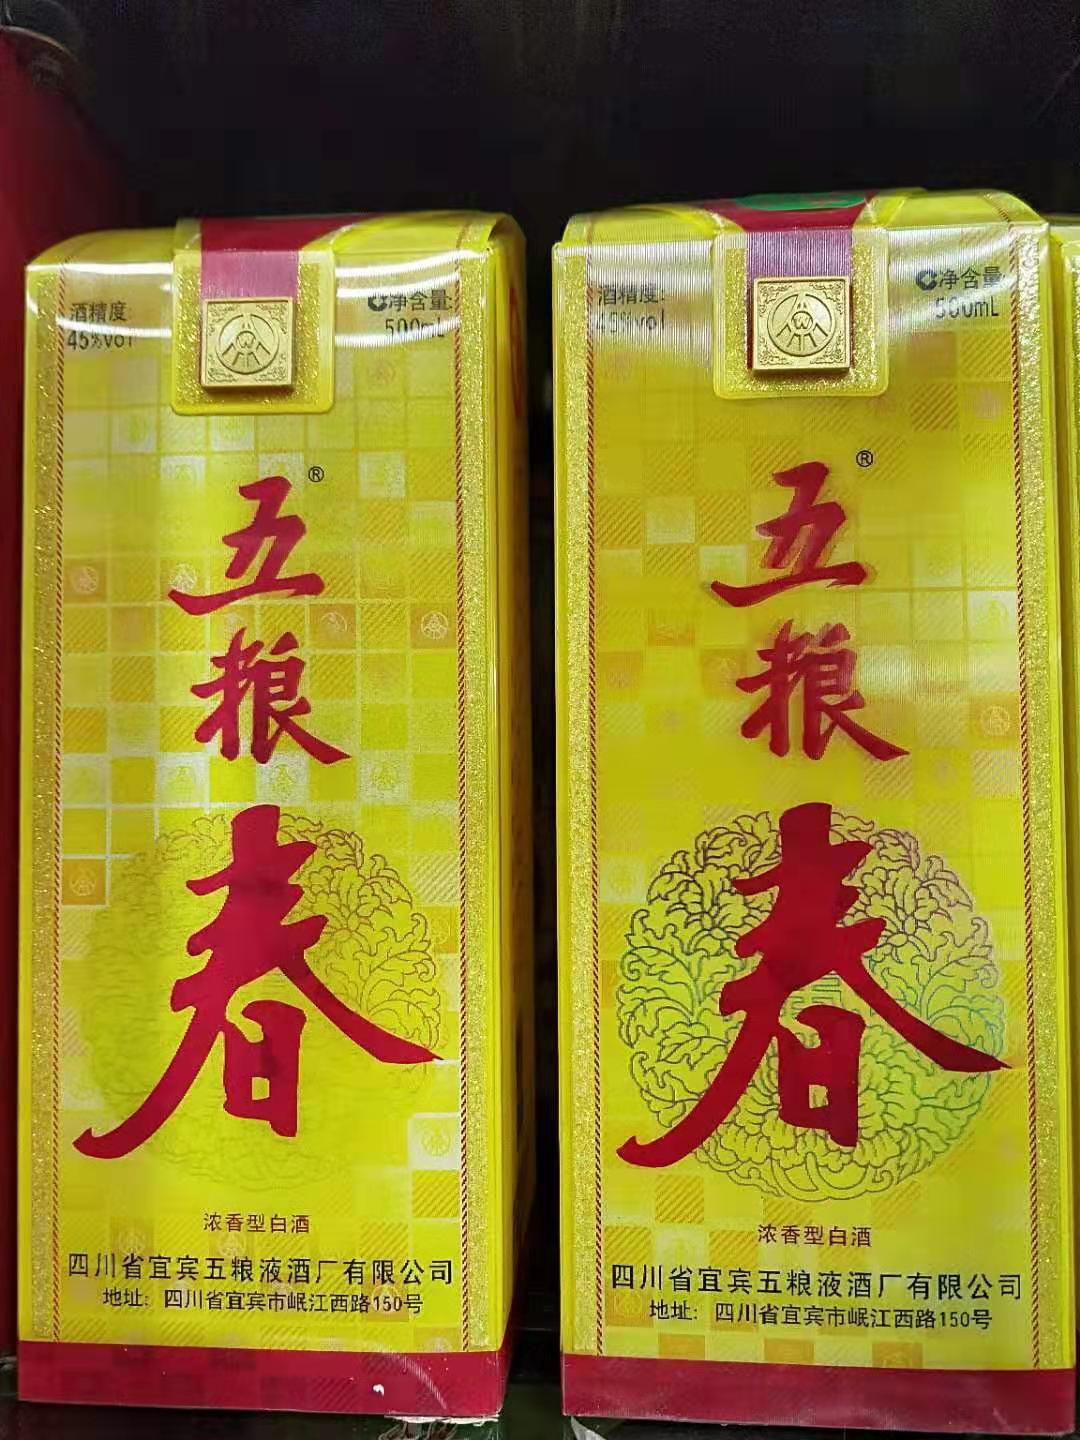 酒精度:
45%vol
净含量:
500mL
五粮
春
®
浓香型白酒
四川省宜宾五粮液酒厂有限公司
地址: 四川省宜宾市岷江西路150号
酒精度:
45%vol
净含量:
500mL
五粮
春
®
浓香型白酒
四川省宜宾五粮液酒厂有限公司
地址: 四川省宜宾市岷江西路150号